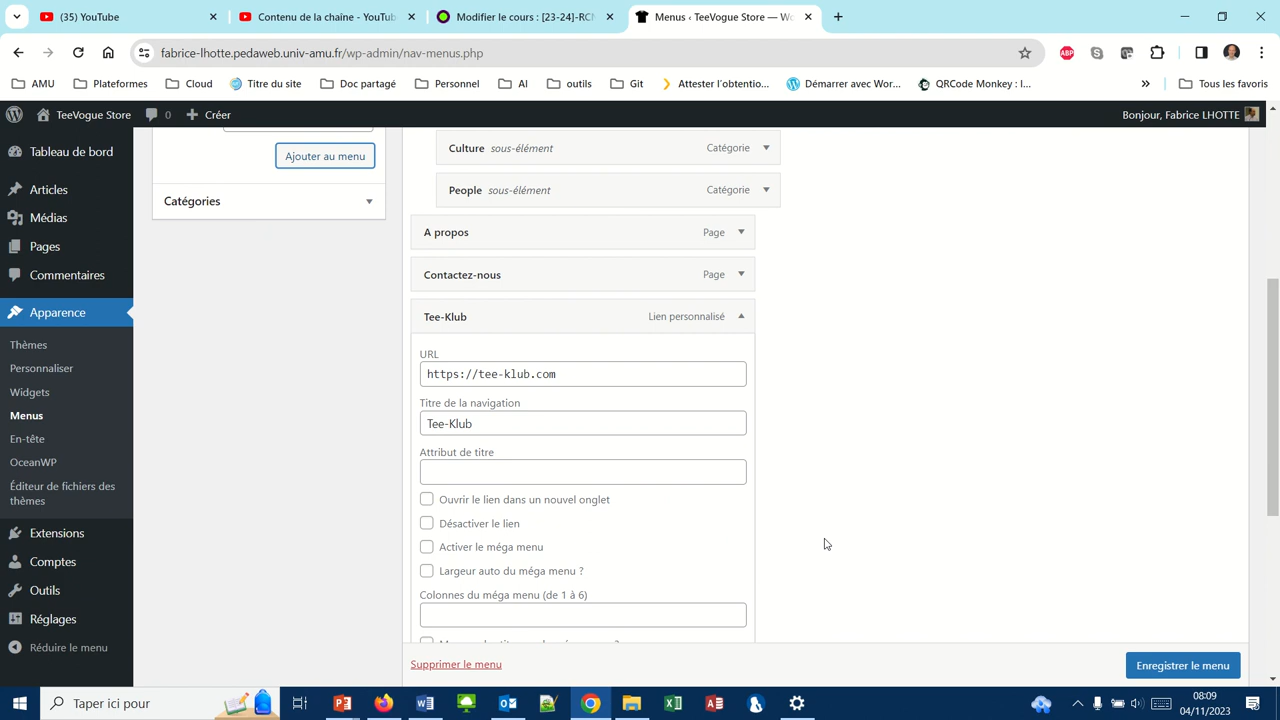 (35) YouTube
Contenu de la chaine - YouTub
Modifier le cours : [23-24]-RCM
Menus ‹ TeeVogue Store — Wo
fabrice-lhotte.pedaweb.univ-amu.fr/wp-admin/nav-menus.php
AMU
Plateformes
Cloud
Titre du site
Doc partagé
Personnel
AI
outils
Git
Attester l'obtentio...
Démarrer avec Wor...
QRCode Monkey : l...
Tous les favoris
TeeVogue Store
0
Créer
Bonjour, Fabrice LHOTTE
Tableau de bord
Articles
Médias
Pages
Commentaires
Apparence
Thèmes
Personnaliser
Widgets
Menus
En-tête
OceanWP
Éditeur de fichiers des
thèmes
Extensions
Comptes
Outils
Réglages
Réduire le menu
Ajouter au menu
Catégories
Culture sous-élément Catégorie
People sous-élément Catégorie
A propos Page
Contactez-nous Page
Tee-Klub Lien personnalisé
URL
https://tee-klub.com
Titre de la navigation
Tee-Klub
Attribut de titre
Ouvrir le lien dans un nouvel onglet
Désactiver le lien
Activer le méga menu
Largeur auto du méga menu ?
Colonnes du méga menu (de 1 à 6)
Supprimer le menu
Enregistrer le menu
Taper ici pour
08:09
04/11/2023